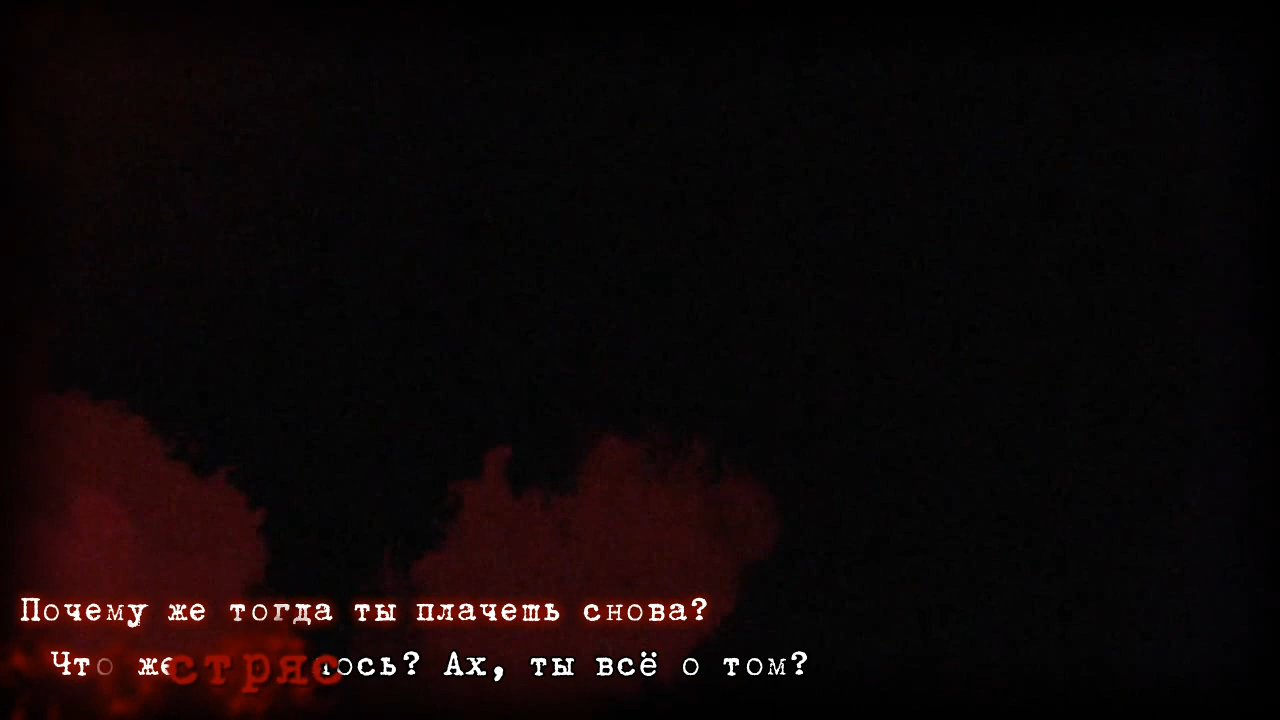 Почему же тогда ты плачешь снова?
Что же стряслось? Ах, ты всё о том?